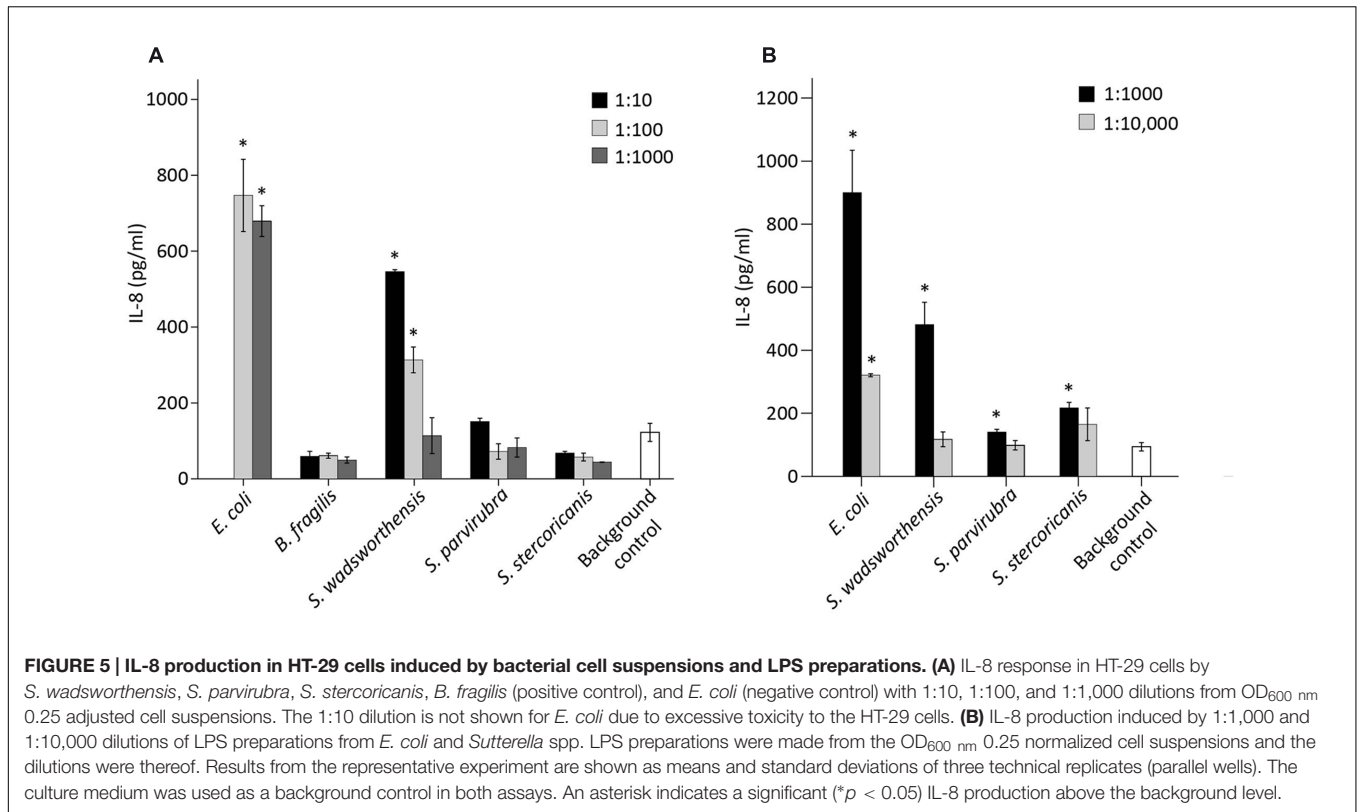 A
1000
800
600
400
200
0
IL-8 (pg/ml)
1:10
1:100
1:1000
*
*
*
*
E. coli
B. fragilis
S. wadsworthensis
S. parvirubra
S. stercoricanis
Background
control
B
1200
1000
800
600
400
200
0
IL-8 (pg/ml)
1:1000
1:10,000
*
*
*
*
*
E. coli
S. wadsworthensis
S. parvirubra
S. stercoricanis
Background
control
FIGURE 5 | IL-8 production in HT-29 cells induced by bacterial cell suspensions and LPS preparations. (A) IL-8 response in HT-29 cells by
S. wadsworthensis, S. parvirubra, S. stercoricanis, B. fragilis (positive control), and E. coli (negative control) with 1:10, 1:100, and 1:1,000 dilutions from OD600 nm
0.25 adjusted cell suspensions. The 1:10 dilution is not shown for E. coli due to excessive toxicity to the HT-29 cells. (B) IL-8 production induced by 1:1,000 and
1:10,000 dilutions of LPS preparations from E. coli and Sutterella spp. LPS preparations were made from the OD600 nm 0.25 normalized cell suspensions and the
dilutions were thereof. Results from the representative experiment are shown as means and standard deviations of three technical replicates (parallel wells). The
culture medium was used as a background control in both assays. An asterisk indicates a significant (*p < 0.05) IL-8 production above the background level.